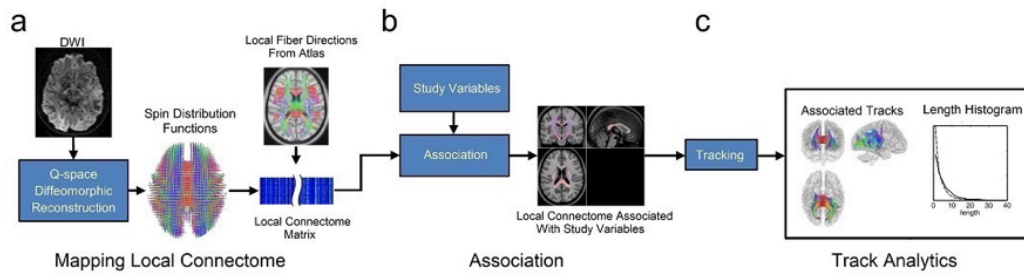 a
DWI
Q-space
Diffeomorphic
Reconstruction
Spin Distribution
Functions
Local Fiber Directions
From Atlas
Local Connectome
Matrix
Mapping Local Connectome
b
Study Variables
Association
Local Connectome Associated
With Study Variables
Association
c
Tracking
Associated Tracks
Length Histogram
0
10
20
30
40
length
Track Analytics